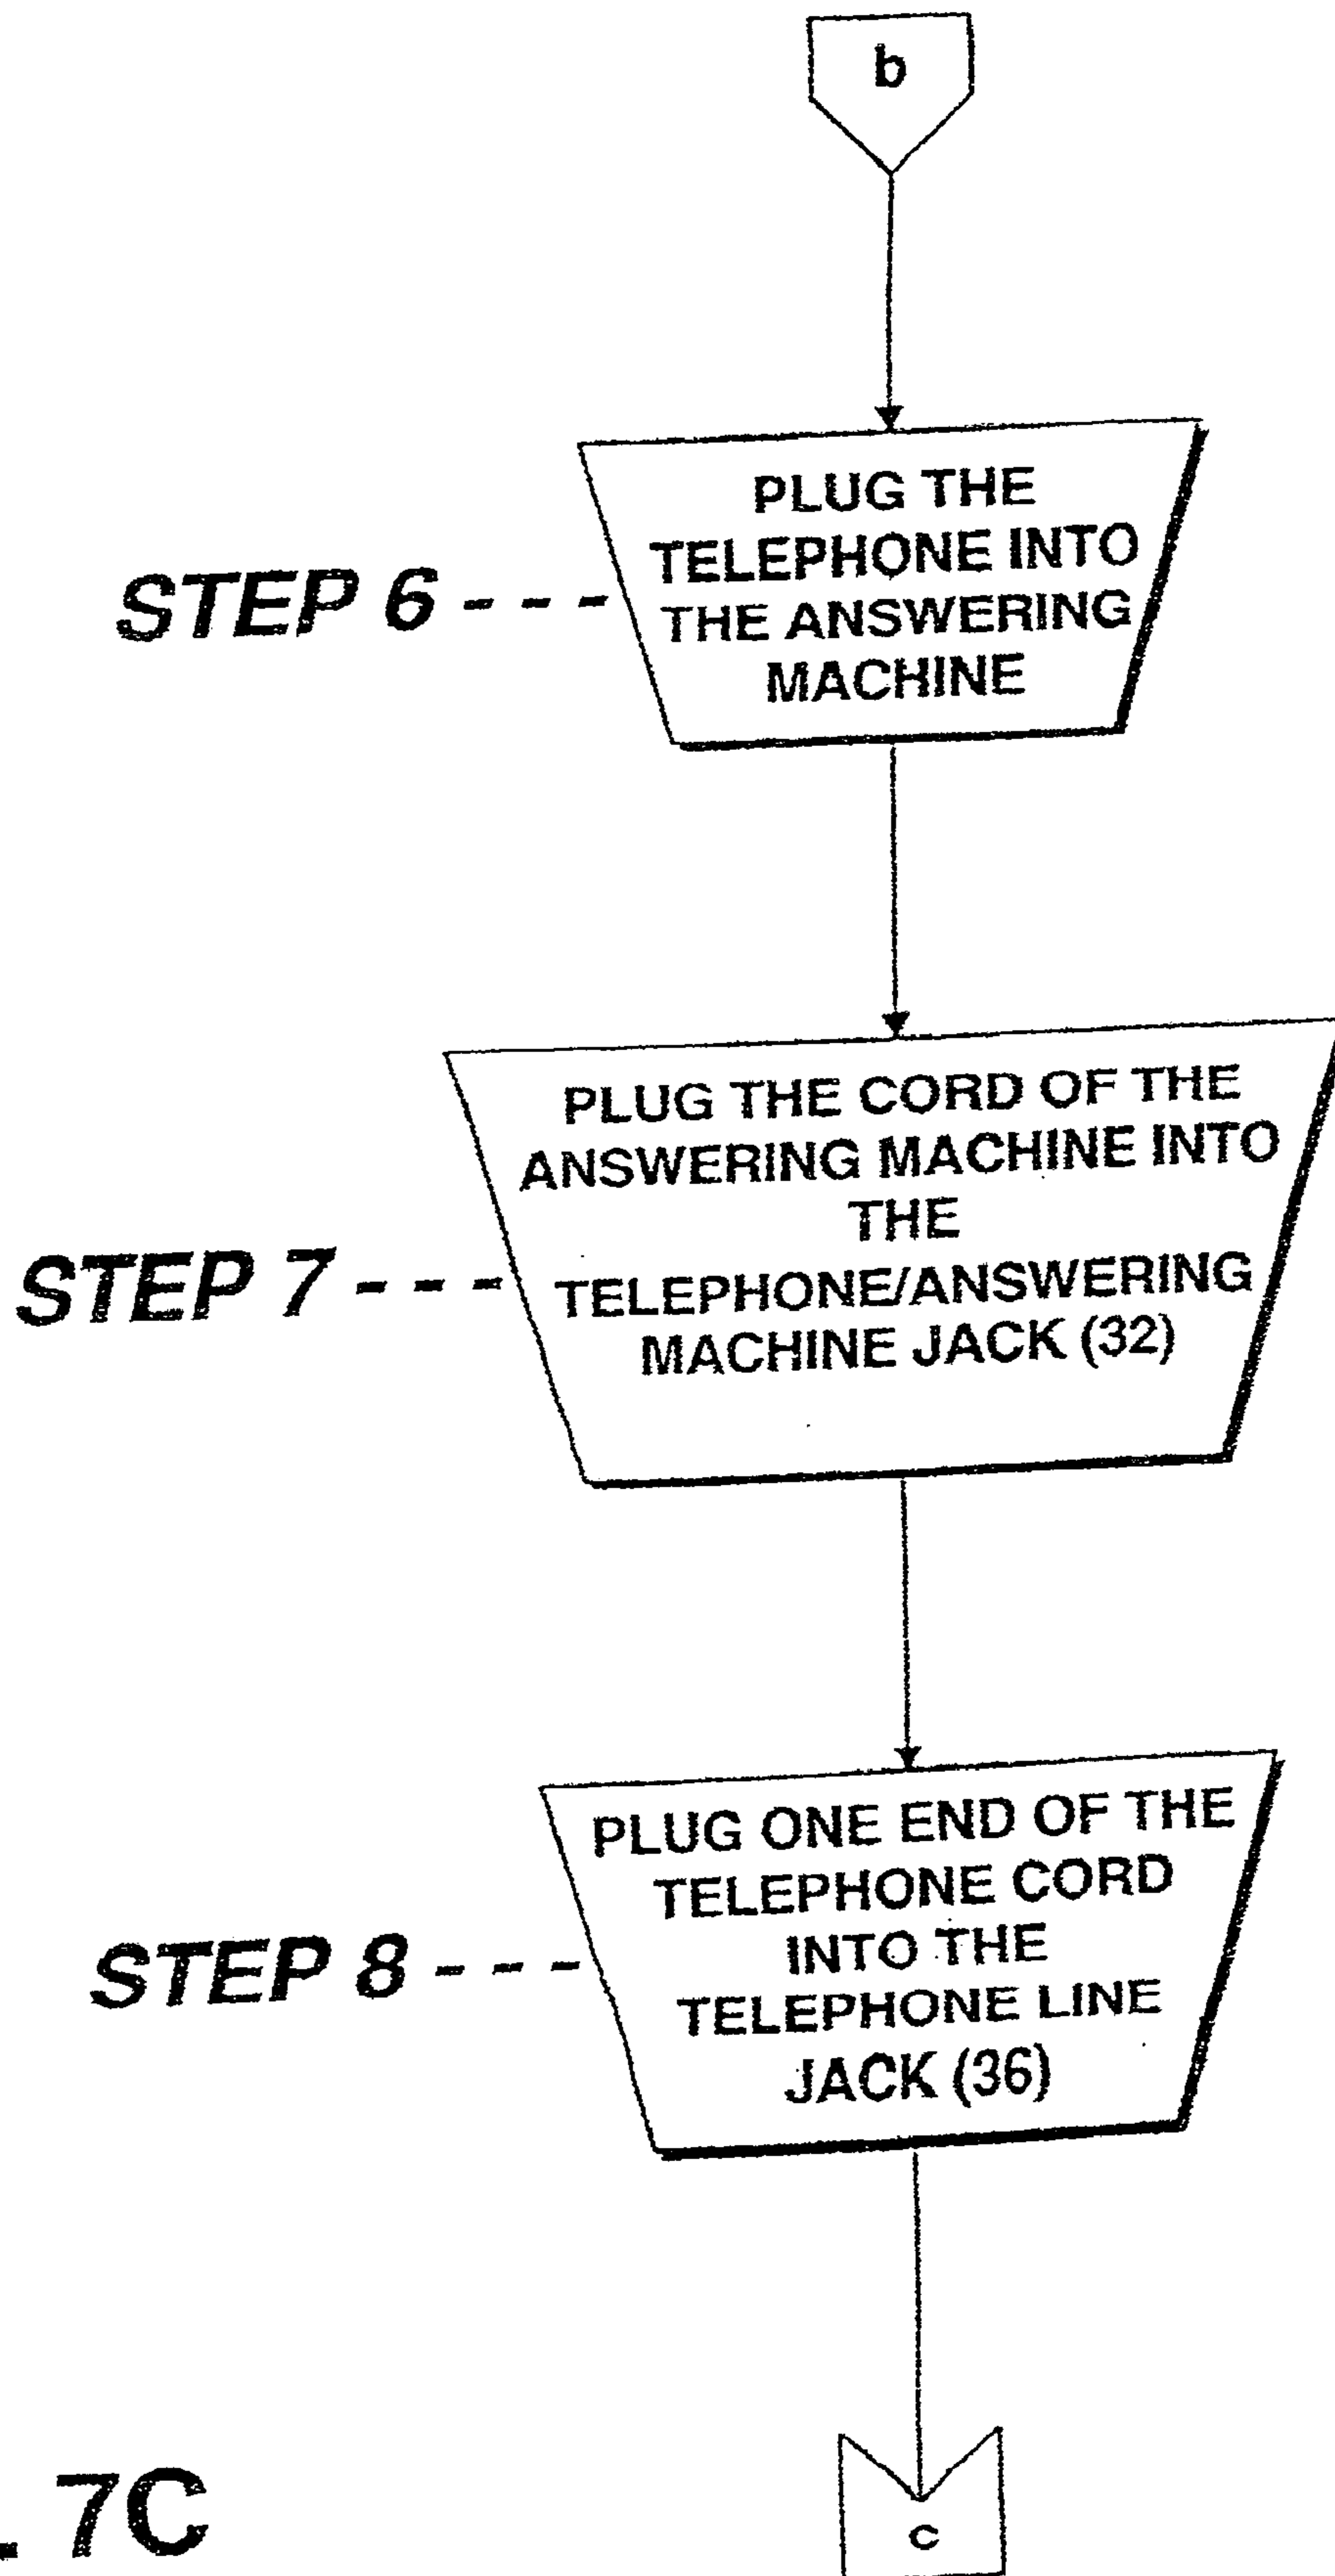 b
STEP 6 - - -
PLUG THE
TELEPHONE INTO
THE ANSWERING
MACHINE
STEP 7 - - -
PLUG THE CORD OF THE
ANSWERING MACHINE INTO
THE
TELEPHONE/ANSWERING
MACHINE JACK (32)
STEP 8 - - -
PLUG ONE END OF THE
TELEPHONE CORD
INTO THE
TELEPHONE LINE
JACK (36)
c
. 7C